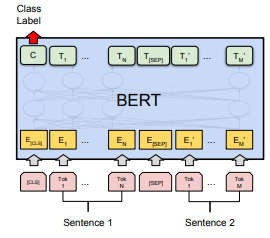 Class
Label
C T1 ... TN T[SEP] T1' ... TM'
BERT
E[CLS] E1 ... EN E[SEP] E1' ... EM'
[CLS] Tok 1 ... Tok N [SEP] Tok 1 ... Tok M
Sentence 1 Sentence 2